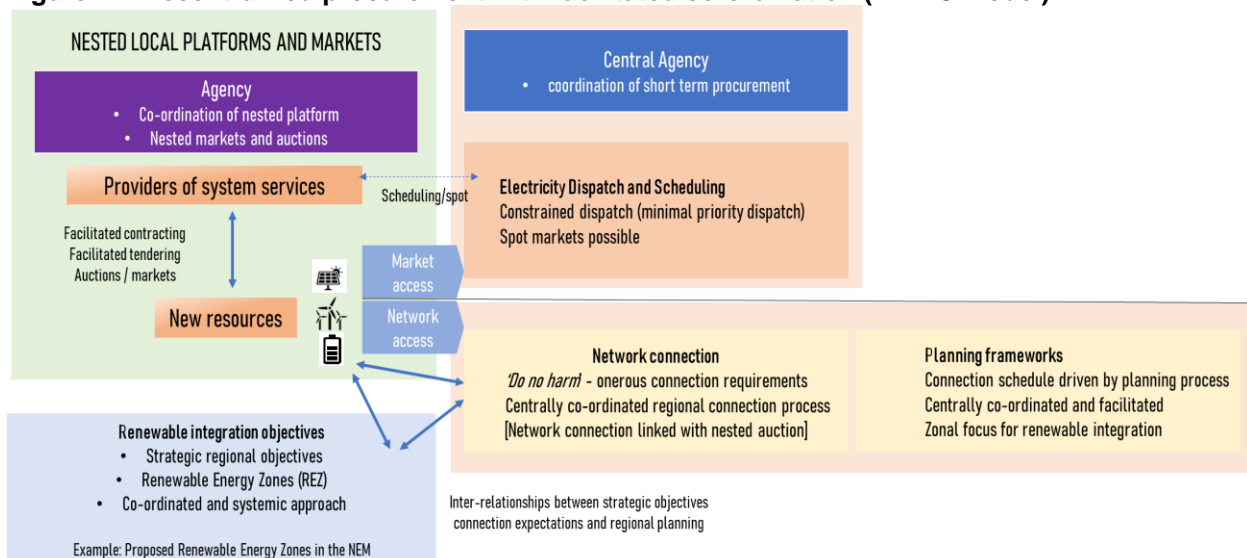 NESTED LOCAL PLATFORMS AND MARKETS
Agency
• Co-ordination of nested platform
• Nested markets and auctions
Providers of system services
Facilitated contracting
Facilitated tendering
Auctions / markets
New resources
Scheduling/spot
Market
access
Network
access
Central Agency
• coordination of short term procurement
Electricity Dispatch and Scheduling
Constrained dispatch (minimal priority dispatch)
Spot markets possible
Network connection
'Do no harm' - onerous connection requirements
Centrally co-ordinated regional connection process
[Network connection linked with nested auction]
Planning frameworks
Connection schedule driven by planning process
Centrally co-ordinated and facilitated
Zonal focus for renewable integration
Renewable integration objectives
• Strategic regional objectives
• Renewable Energy Zones (REZ)
• Co-ordinated and systemic approach
Example: Proposed Renewable Energy Zones in the NEM
Inter-relationships between strategic objectives
connection expectations and regional planning